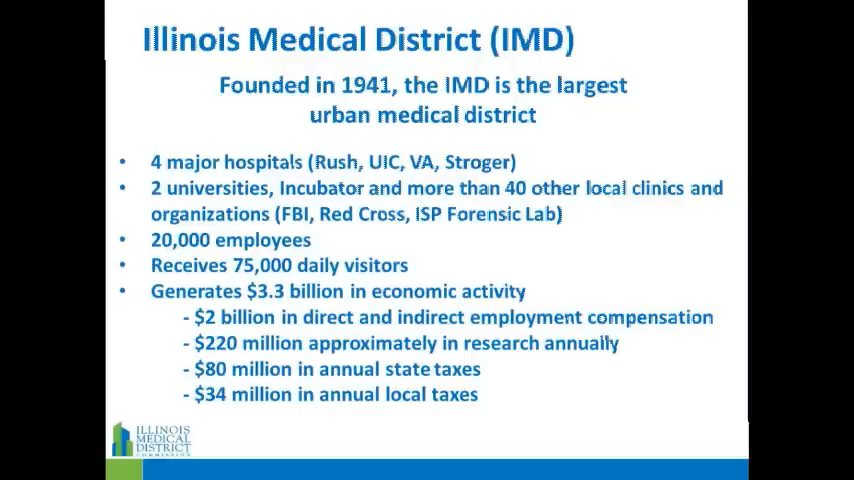 Illinois Medical District (IMD)
Founded in 1941, the IMD is the largest
urban medical district
• 4 major hospitals (Rush, UIC, VA, Stroger)
• 2 universities, Incubator and more than 40 other local clinics and
organizations (FBI, Red Cross, ISP Forensic Lab)
• 20,000 employees
• Receives 75,000 daily visitors
• Generates $3.3 billion in economic activity
- $2 billion in direct and indirect employment compensation
- $220 million approximately in research annually
- $80 million in annual state taxes
- $34 million in annual local taxes
ILLINOIS
MEDICAL
DISTRICT
COMMISSION